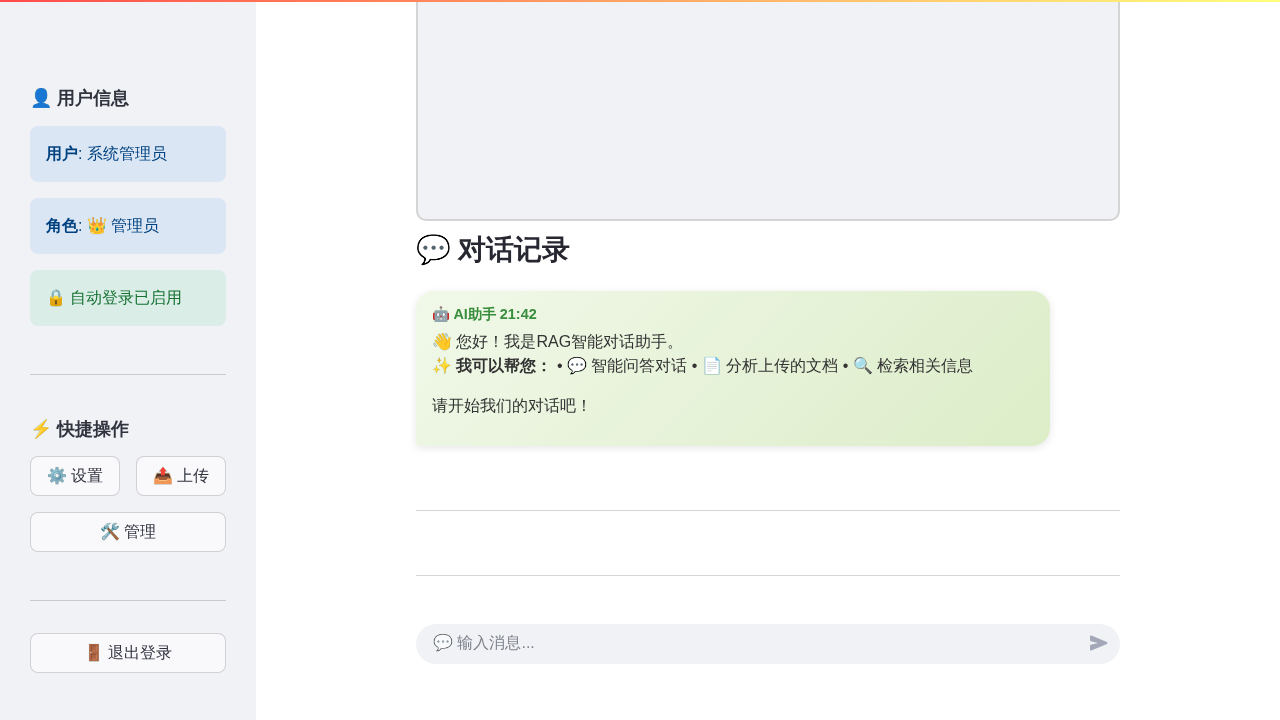 👤 用户信息
用户: 系统管理员
角色: 👑 管理员
🔒 自动登录已启用
⚡ 快捷操作
⚙️ 设置
📤 上传
🛠️ 管理
🚪 退出登录
💬 对话记录
🤖 AI助手 21:42
👋 您好！我是RAG智能对话助手。
✨ 我可以帮您： • 💬 智能问答对话 • 📄 分析上传的文档 • 🔍 检索相关信息
请开始我们的对话吧！
💬 输入消息...